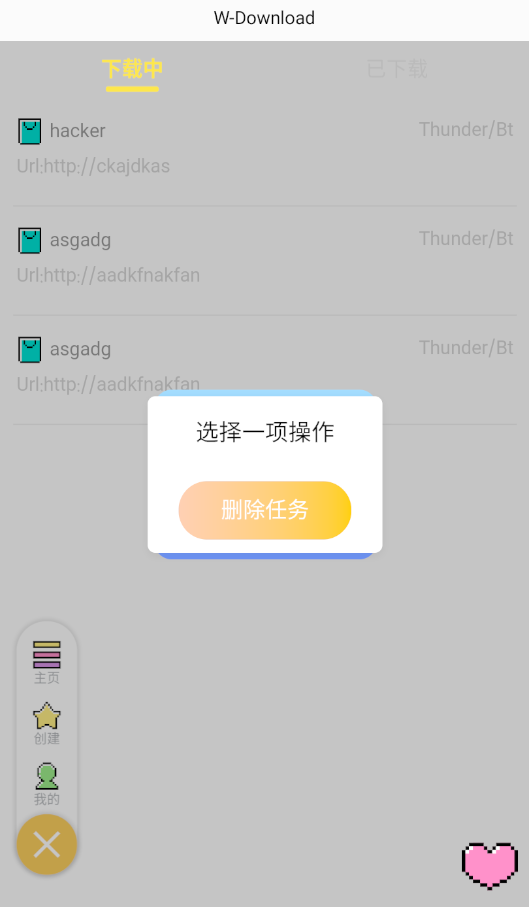 W-Download
下载中
已下载
hacker
Thunder/Bt
Url:http://ckajdkas
asgadg
Thunder/Bt
Url:http://aadkfnakfan
asgadg
Thunder/Bt
Url:http://aadkfnakfan
选择一项操作
删除任务
主页
创建
我的